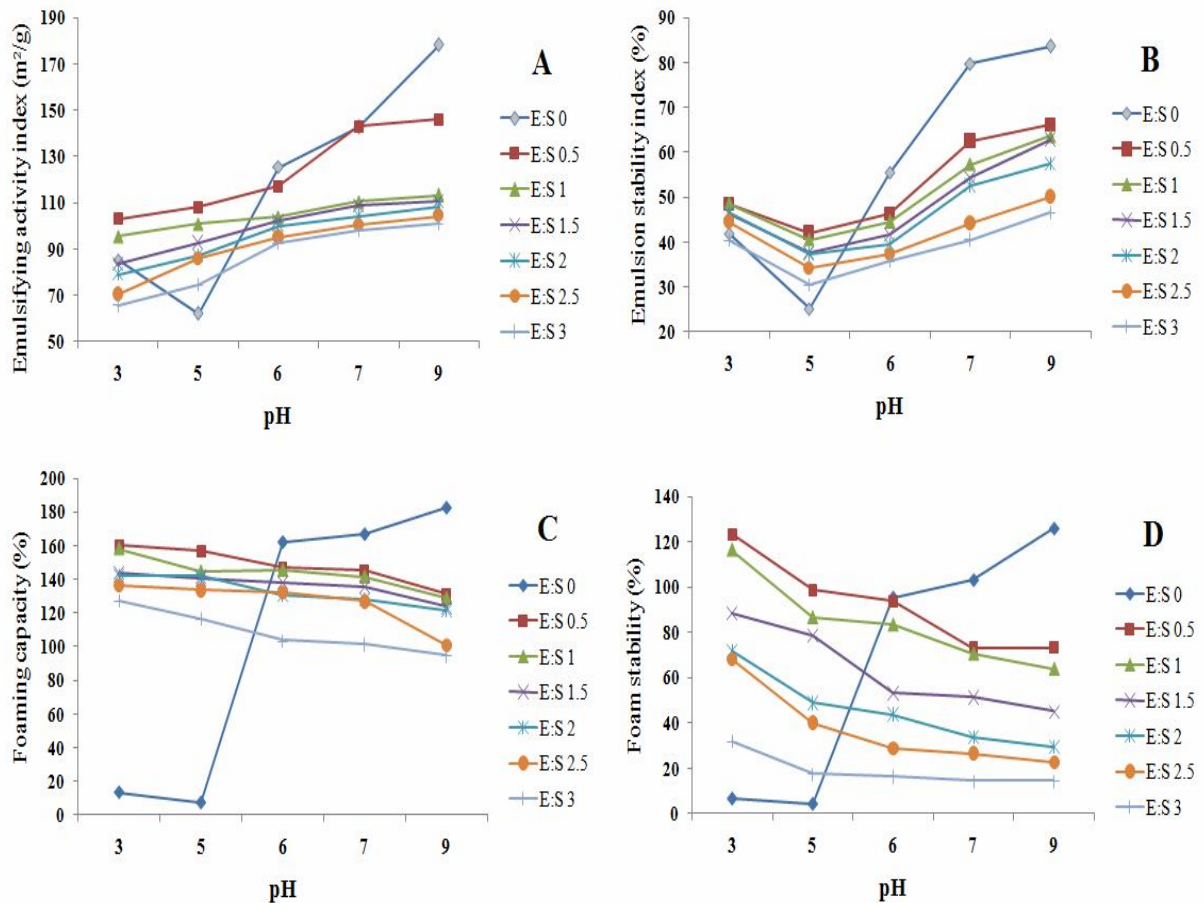 Emulsifying activity index (m²/g)
190
170
150
130
110
90
70
50
3 5 6 7 9
pH
A
E:S 0
E:S 0.5
E:S 1
E:S 1.5
E:S 2
E:S 2.5
E:S 3
Emulsion stability index (%)
90
80
70
60
50
40
30
20
3 5 6 7 9
pH
B
E:S 0
E:S 0.5
E:S 1
E:S 1.5
E:S 2
E:S 2.5
E:S 3
Foaming capacity (%)
200
180
160
140
120
100
80
60
40
20
0
3 5 6 7 9
pH
C
E:S 0
E:S 0.5
E:S 1
E:S 1.5
E:S 2
E:S 2.5
E:S 3
Foam stability (%)
140
120
100
80
60
40
20
0
3 5 6 7 9
pH
D
E:S 0
E:S 0.5
E:S 1
E:S 1.5
E:S 2
E:S 2.5
E:S 3